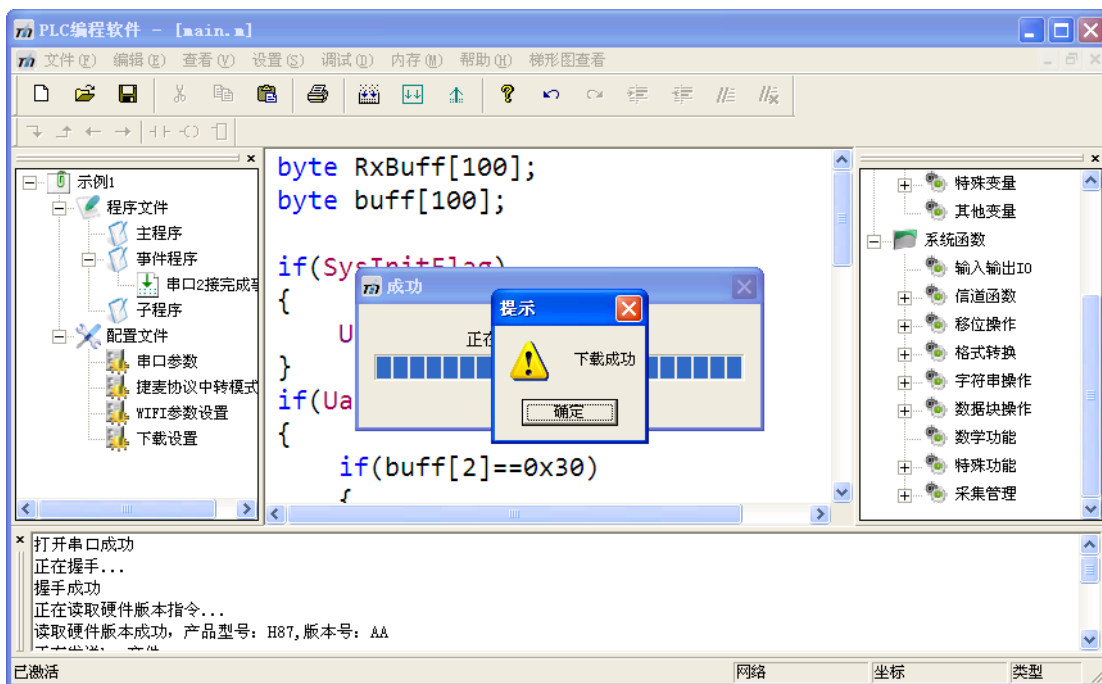 PLC编程软件 - [main.m]
文件(F) 编辑(E) 查看(V) 设置(S) 调试(D) 内存(M) 帮助(H) 梯形图查看
示例1
程序文件
主程序
事件程序
串口2接完成事
子程序
配置文件
串口参数
捷麦协议中转模式
WIFI参数设置
下载设置
byte RxBuff[100];
byte buff[100];
if(SysInitFlag)
{
U
}
if(Ua
{
if(buff[2]==0x30)
{
成功
正在
提示
下载成功
确定
特殊变量
其他变量
系统函数
输入输出IO
信道函数
移位操作
格式转换
字符串操作
数据块操作
数学功能
特殊功能
采集管理
打开串口成功
正在握手...
握手成功
正在读取硬件版本指令...
读取硬件版本成功，产品型号：H87,版本号：AA
已激活 网络 坐标 类型